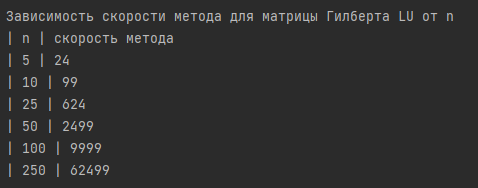 Зависимость скорости метода для матрицы Гилберта LU от n
| n | скорость метода
| 5 | 24
| 10 | 99
| 25 | 624
| 50 | 2499
| 100 | 9999
| 250 | 62499